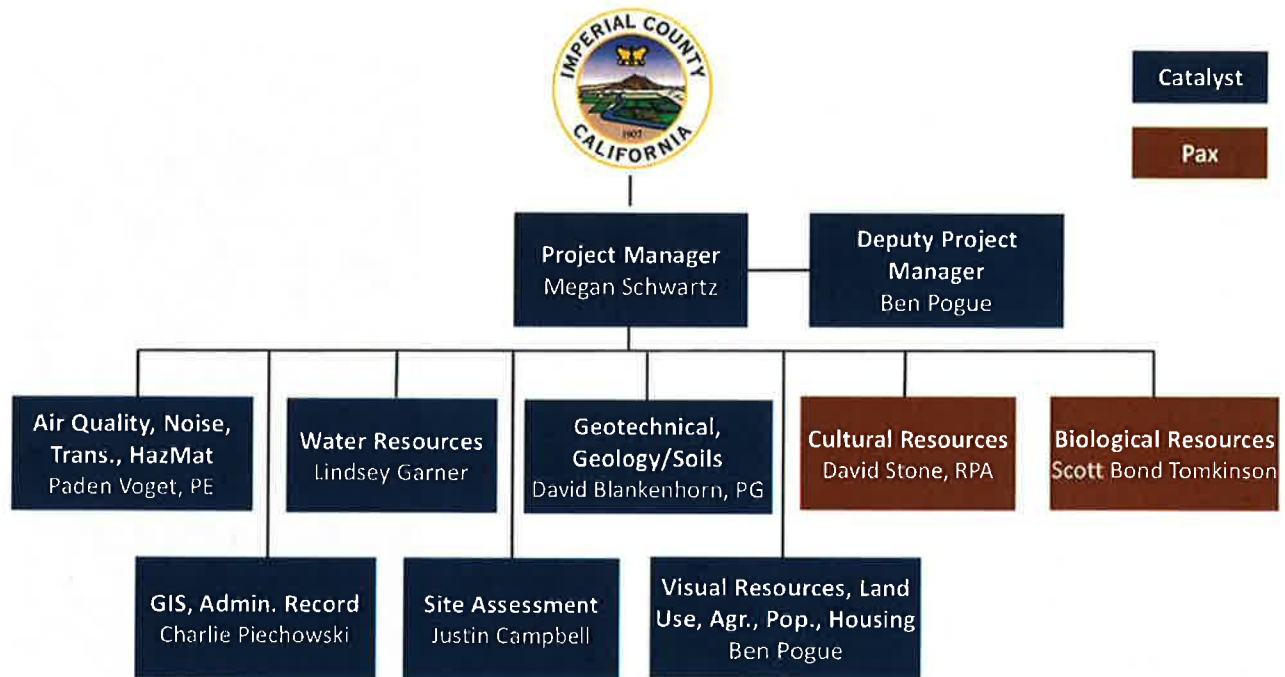 IMPERIAL COUNTY
1907
CALIFORNIA
Catalyst
Pax
Project Manager
Megan Schwartz
Deputy Project
Manager
Ben Pogue
Air Quality, Noise,
Trans., HazMat
Paden Voget, PE
Water Resources
Lindsey Garner
Geotechnical,
Geology/Soils
David Blankenhorn, PG
Cultural Resources
David Stone, RPA
Biological Resources
Scott Bond Tomkinson
GIS, Admin. Record
Charlie Piechowski
Site Assessment
Justin Campbell
Visual Resources, Land
Use, Agr., Pop., Housing
Ben Pogue